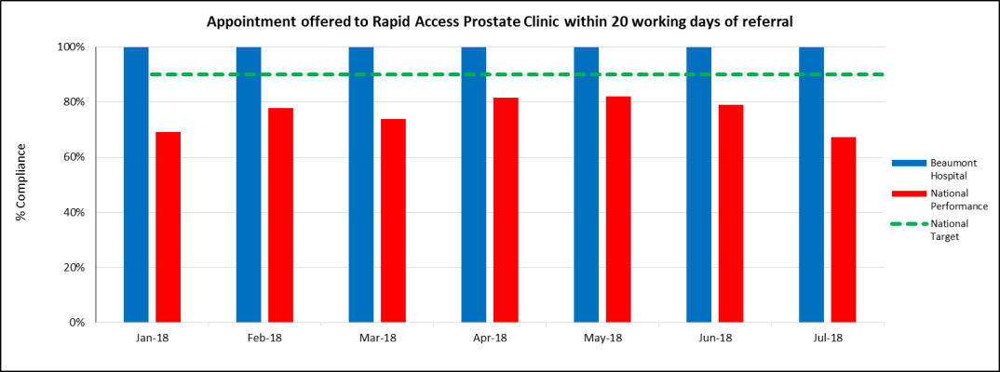 Appointment offered to Rapid Access Prostate Clinic within 20 working days of referral
100%
80%
60%
40%
20%
0%
% Compliance
Jan-18
Feb-18
Mar-18
Apr-18
May-18
Jun-18
Jul-18
Beaumont
Hospital
National
Performance
National
Target